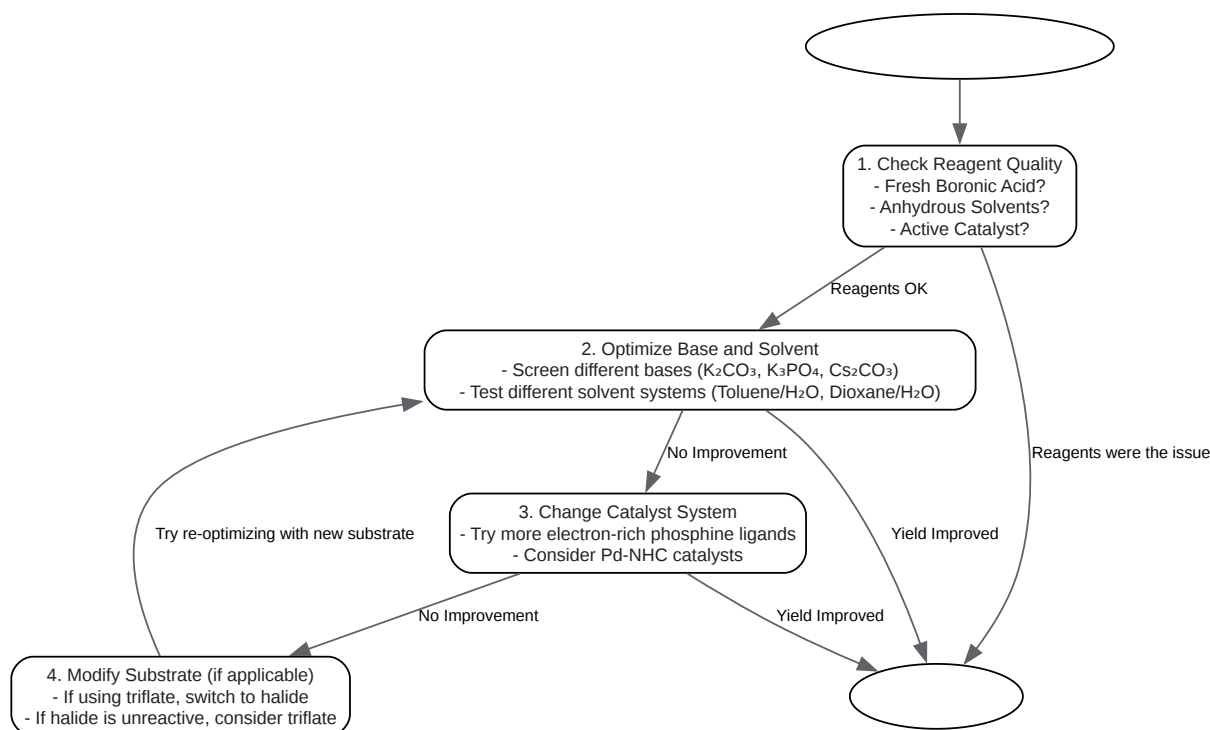 1. Check Reagent Quality
- Fresh Boronic Acid?
- Anhydrous Solvents?
- Active Catalyst?
Reagents OK
2. Optimize Base and Solvent
- Screen different bases (K₂CO₃, K₃PO₄, Cs₂CO₃)
- Test different solvent systems (Toluene/H₂O, Dioxane/H₂O)
No Improvement
Reagents were the issue
3. Change Catalyst System
- Try more electron-rich phosphine ligands
- Consider Pd-NHC catalysts
Try re-optimizing with new substrate
Yield Improved
No Improvement
Yield Improved
4. Modify Substrate (if applicable)
- If using triflate, switch to halide
- If halide is unreactive, consider triflate